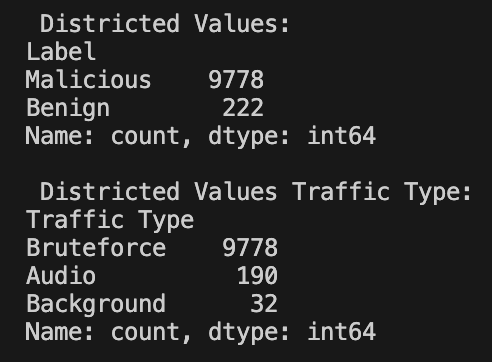 Districted Values:
Label
Malicious    9778
Benign        222
Name: count, dtype: int64

Districted Values Traffic Type:
Traffic Type
Bruteforce    9778
Audio          190
Background      32
Name: count, dtype: int64